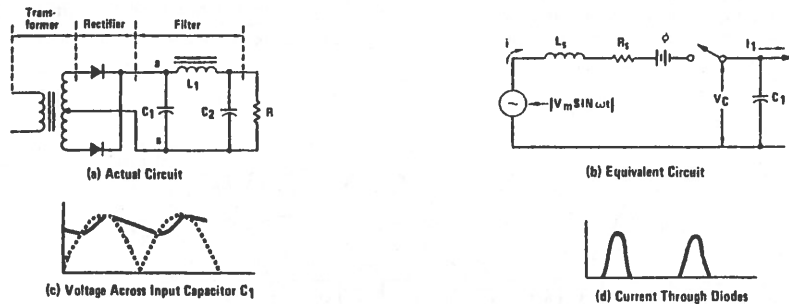 Trans-
former
Rectifier
Filter
s
L1
C1
C2
R
s
(a) Actual Circuit
i
Ls
Rs
ϕ
I1
|Vm SIN ωt|
VC
C1
(b) Equivalent Circuit
(c) Voltage Across Input Capacitor C1
(d) Current Through Diodes